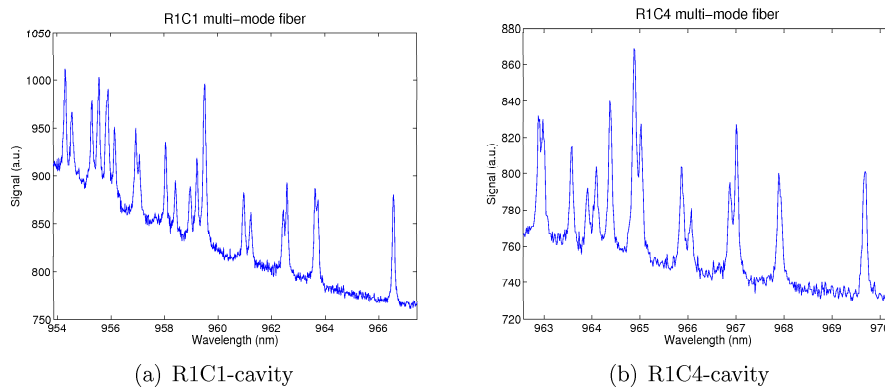 R1C1 multi-mode fiber
1050
1000
950
900
850
800
750
Signal (a.u.)
954 956 958 960 962 964 966
Wavelength (nm)
(a) R1C1-cavity
R1C4 multi-mode fiber
880
860
840
820
800
780
760
740
720
Signal (a.u.)
963 964 965 966 967 968 969 970
Wavelength (nm)
(b) R1C4-cavity